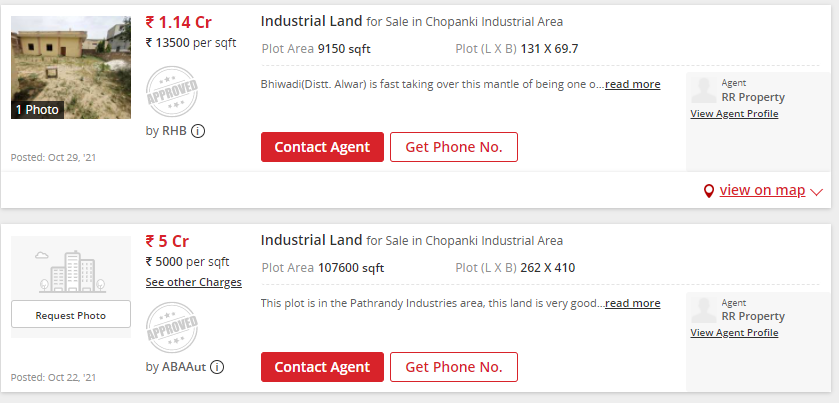 ₹ 1.14 Cr
₹ 13500 per sqft
APPROVED
by RHB i
1 Photo
Posted: Oct 29, '21
Industrial Land for Sale in Chopanki Industrial Area
Plot Area 9150 sqft Plot (L X B) 131 X 69.7
Bhiwadi(Distt. Alwar) is fast taking over this mantle of being one o...read more
Contact Agent Get Phone No.
Agent
RR Property
View Agent Profile
view on map
₹ 5 Cr
₹ 5000 per sqft
See other Charges
APPROVED
by ABAAut i
Request Photo
Posted: Oct 22, '21
Industrial Land for Sale in Chopanki Industrial Area
Plot Area 107600 sqft Plot (L X B) 262 X 410
This plot is in the Pathrandy Industries area, this land is very good...read more
Contact Agent Get Phone No.
Agent
RR Property
View Agent Profile